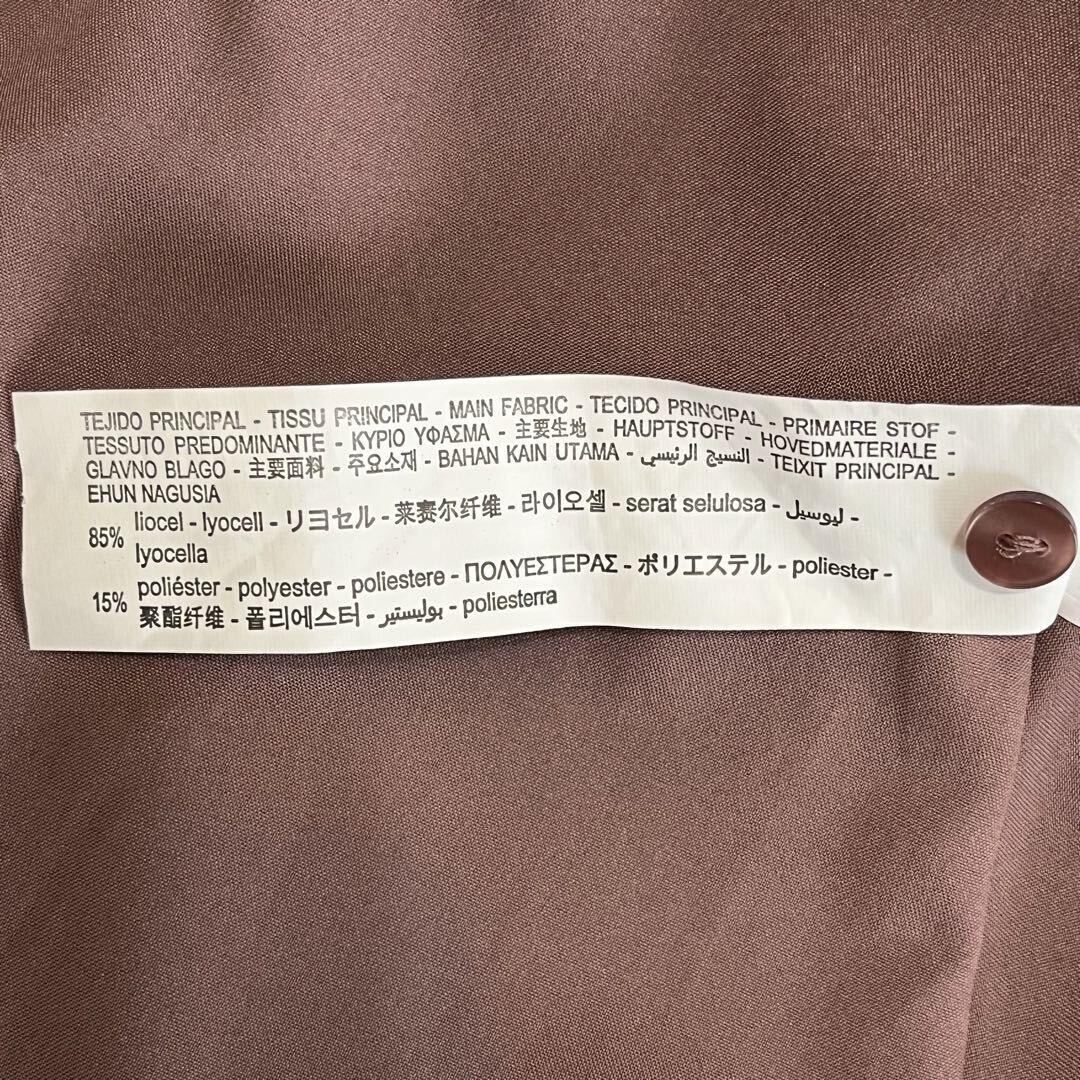 TEJIDO PRINCIPAL - TISSU PRINCIPAL - MAIN FABRIC - TECIDO PRINCIPAL - PRIMAIRE STOF -
TESSUTO PREDOMINANTE - ΚΥΡΙΟ ΥΦΑΣΜΑ - 主要生地 - HAUPTSTOFF - HOVEDMATERIALE -
GLAVNO BLAGO - 主要面料 - 주요소재 - BAHAN KAIN UTAMA - النسيج الرئيسي - TEIXIT PRINCIPAL -
EHUN NAGUSIA
85% liocel - lyocell - リヨセル - 莱赛尔纤维 - 라이오셀 - serat selulosa - ليوسيل -
lyocella
15% poliéster - polyester - poliestere - ΠΟΛΥΕΣΤΕΡΑΣ - ポリエステル - poliester -
聚酯纤维 - 폴리에스터 - بوليستير - poliesterra